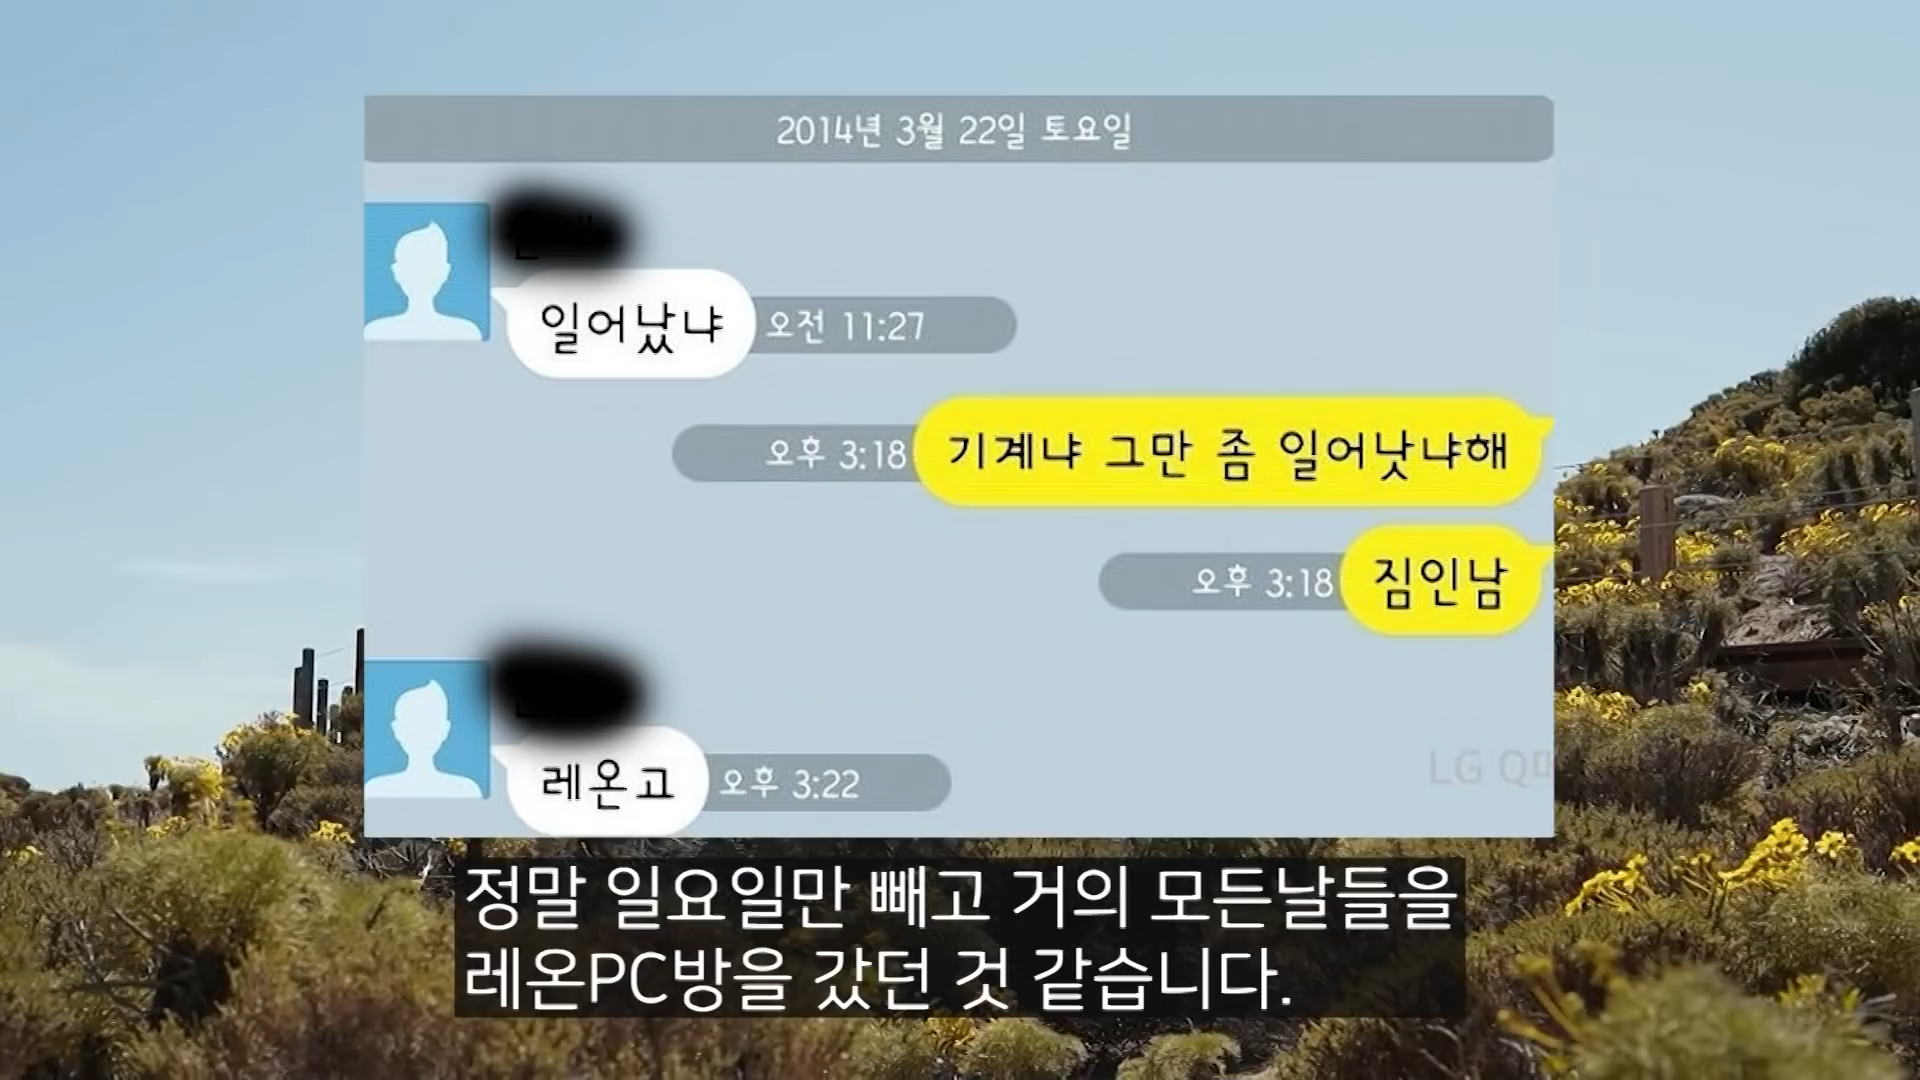 2014년 3월 22일 토요일
일어났냐
오전 11:27
오후 3:18
기계냐 그만 좀 일어낫냐해
오후 3:18
짐인남
레온고
오후 3:22
LG Q
정말 일요일만 빼고 거의 모든날들을
레온PC방을 갔던 것 같습니다.